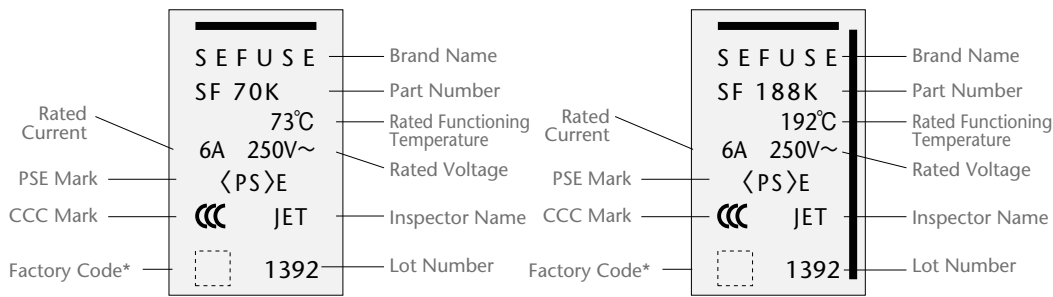 SEFUSE
Brand Name
SF 70K
Part Number
73℃
Rated Functioning
Temperature
Rated
Current
6A 250V~
Rated Voltage
PSE Mark
〈PS〉E
CCC Mark
CCC
JET
Inspector Name
Factory Code*
1392
Lot Number
SEFUSE
Brand Name
SF 188K
Part Number
192℃
Rated Functioning
Temperature
Rated
Current
6A 250V~
Rated Voltage
PSE Mark
〈PS〉E
CCC Mark
CCC
JET
Inspector Name
Factory Code*
1392
Lot Number